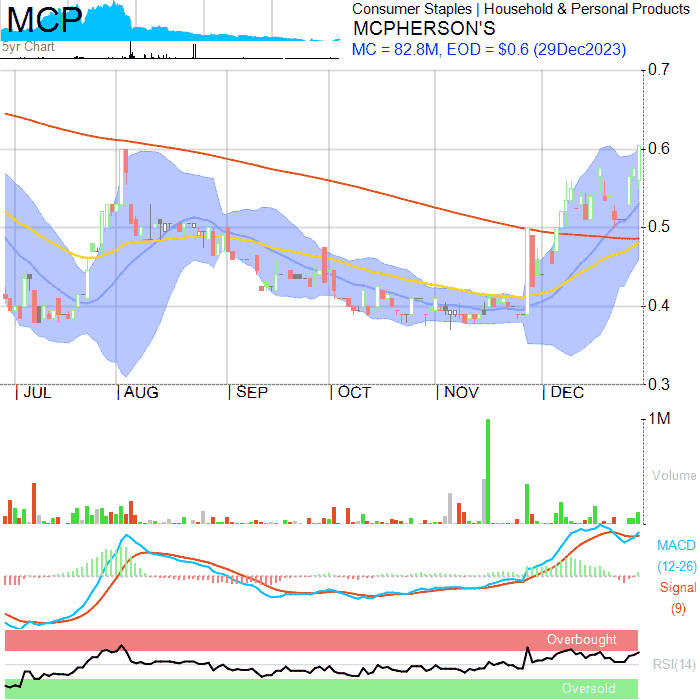 MCP
5yr Chart
Consumer Staples | Household & Personal Products
MCPHERSON'S
MC = 82.8M, EOD = $0.6 (29Dec2023)
0.7
0.6
0.5
0.4
0.3
JUL AUG SEP OCT NOV DEC
1M
Volume
MACD
(12-26)
Signal
(9)
Overbought
RSI(14)
Oversold